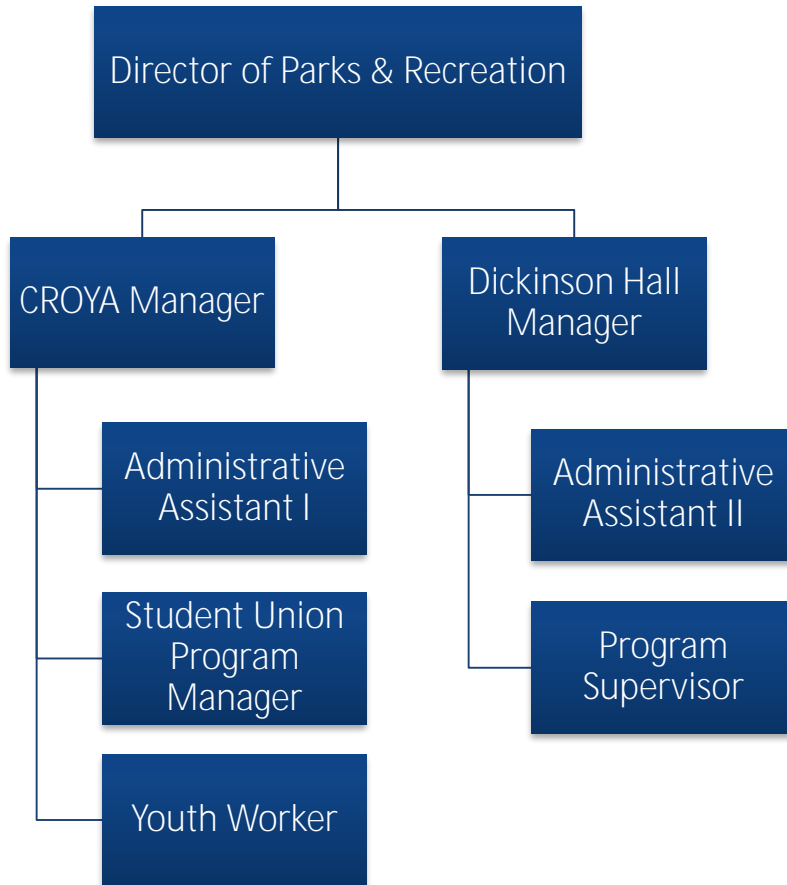 Director of Parks & Recreation
CROYA Manager
Dickinson Hall
Manager
Administrative
Assistant I
Student Union
Program
Manager
Youth Worker
Administrative
Assistant II
Program
Supervisor